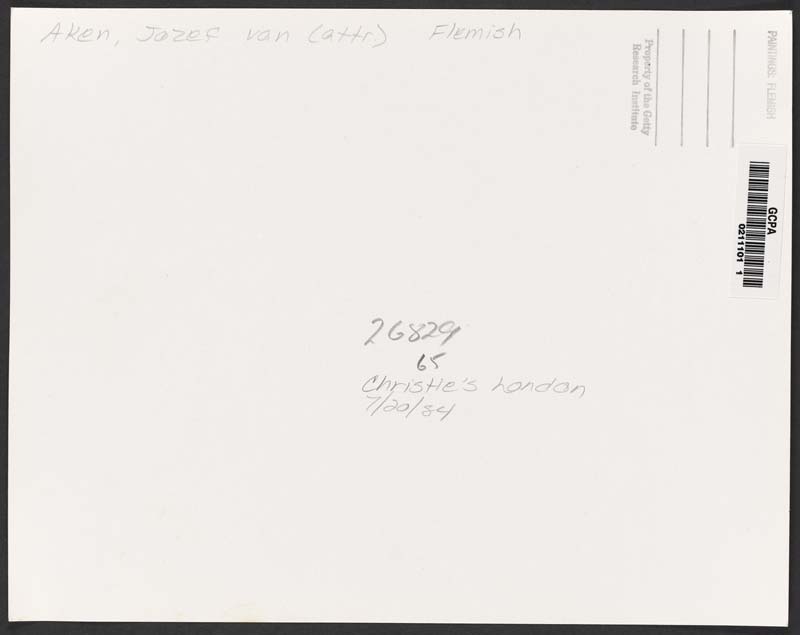 Aken, Jozef van (attr.) Flemish
PAINTINGS: FLEMISH
Property of the Getty
Research Institute
GCPA
0211101 1
26829
65
Christie's London
7/20/84